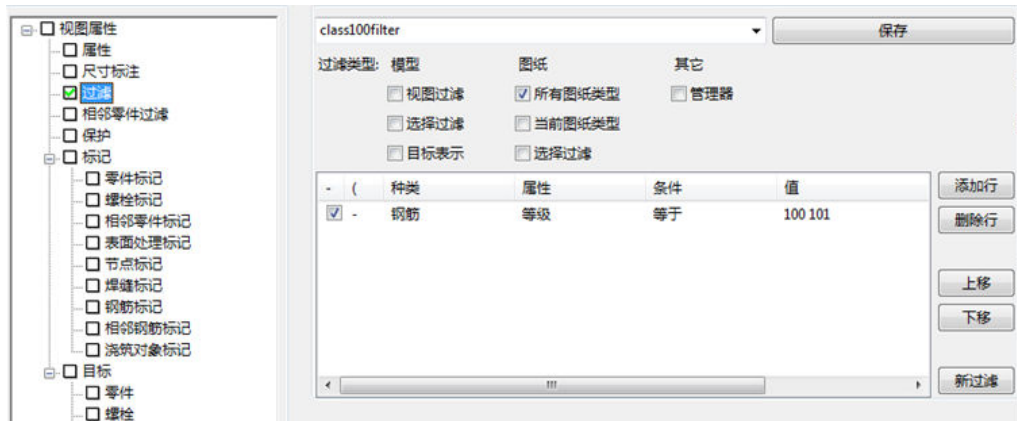 视图属性
属性
尺寸标注
过滤
相邻零件过滤
保护
标记
零件标记
螺栓标记
相邻零件标记
表面处理标记
节点标记
焊缝标记
钢筋标记
相邻钢筋标记
浇筑对象标记
目标
零件
螺栓
class100filter 保存
过滤类型: 模型 图纸 其它
视图过滤 所有图纸类型 管理器
选择过滤 当前图纸类型
目标表示 选择过滤
- ( 种类 属性 条件 值
- 钢筋 等级 等于 100 101
添加行
删除行
上移
下移
新过滤